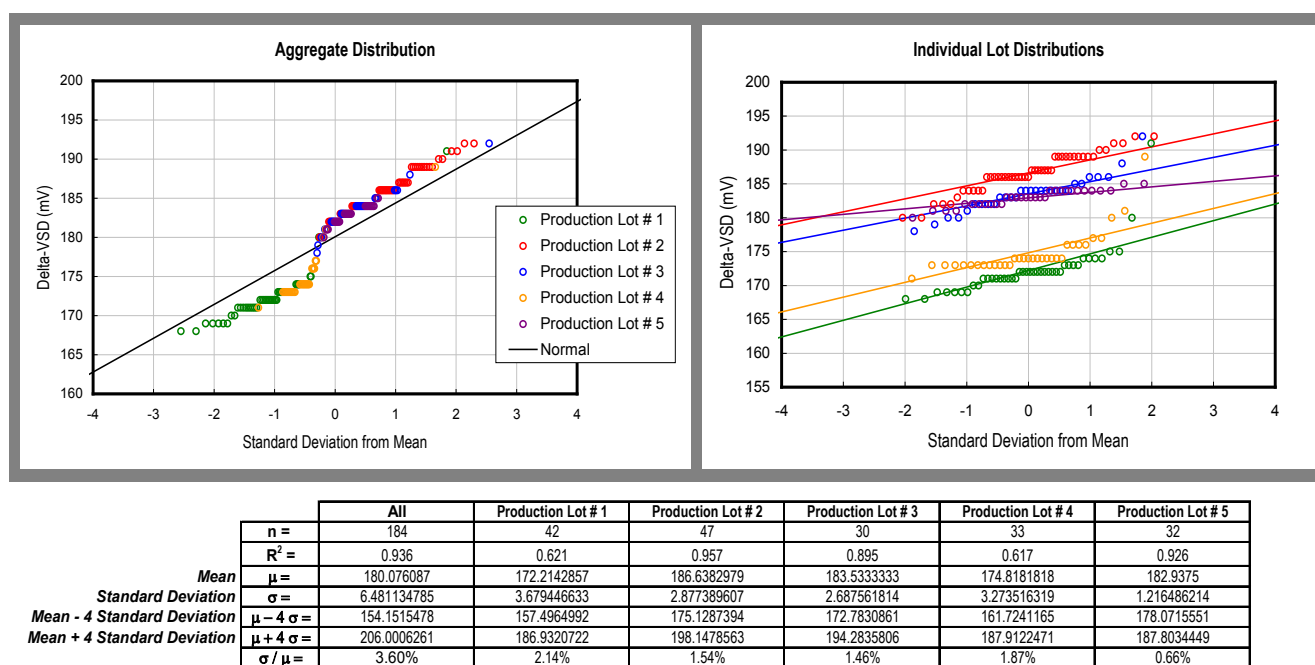 Aggregate Distribution
200
195
190
185
180
175
170
165
160
-4 -3 -2 -1 0 1 2 3 4
Delta-VSD (mV)
Standard Deviation from Mean
Production Lot # 1
Production Lot # 2
Production Lot # 3
Production Lot # 4
Production Lot # 5
Normal
Individual Lot Distributions
200
195
190
185
180
175
170
165
160
155
-4 -3 -2 -1 0 1 2 3 4
Delta-VSD (mV)
Standard Deviation from Mean
All Production Lot # 1 Production Lot # 2 Production Lot # 3 Production Lot # 4 Production Lot # 5
n = 184 42 47 30 33 32
R² = 0.936 0.621 0.957 0.895 0.617 0.926
Mean μ = 180.076087 172.2142857 186.6382979 183.5333333 174.8181818 182.9375
Standard Deviation σ = 6.481134785 3.679446633 2.877389607 2.687561814 3.273516319 1.216486214
Mean - 4 Standard Deviation μ − 4 σ = 154.1515478 157.4964992 175.1287394 172.7830861 161.7241165 178.0715551
Mean + 4 Standard Deviation μ + 4 σ = 206.0006261 186.9320722 198.1478563 194.2835806 187.9122471 187.8034449
σ / μ = 3.60% 2.14% 1.54% 1.46% 1.87% 0.66%